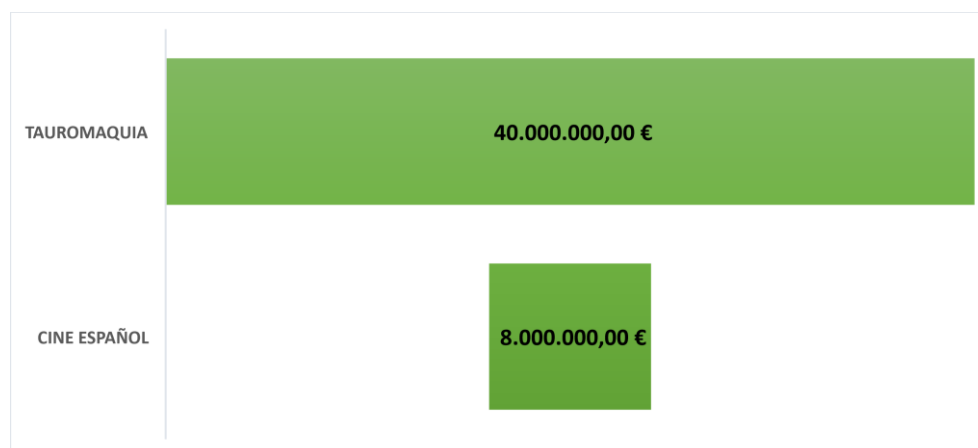 TAUROMAQUIA
40.000.000,00 €
CINE ESPAÑOL
8.000.000,00 €